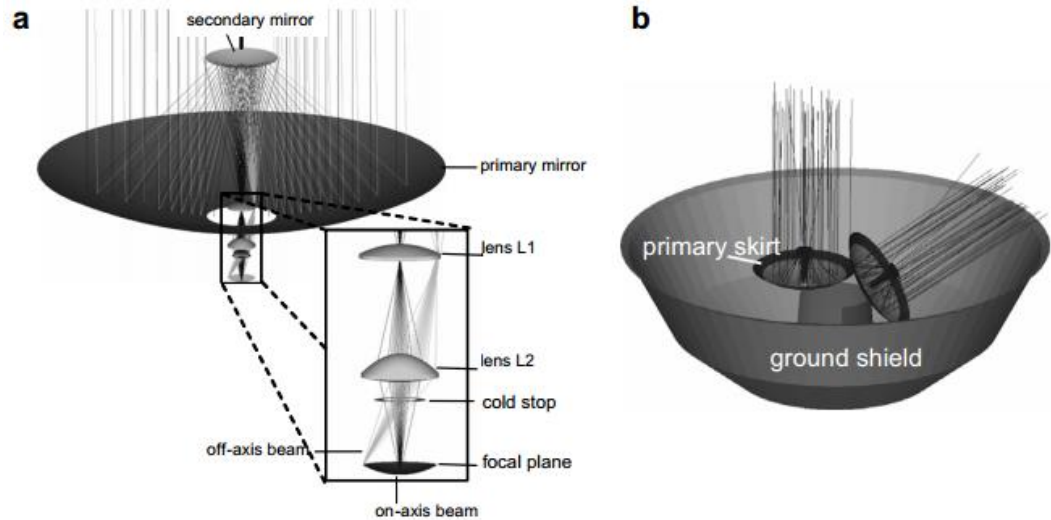 a
secondary mirror
primary mirror
lens L1
lens L2
cold stop
off-axis beam
focal plane
on-axis beam
b
primary skirt
ground shield